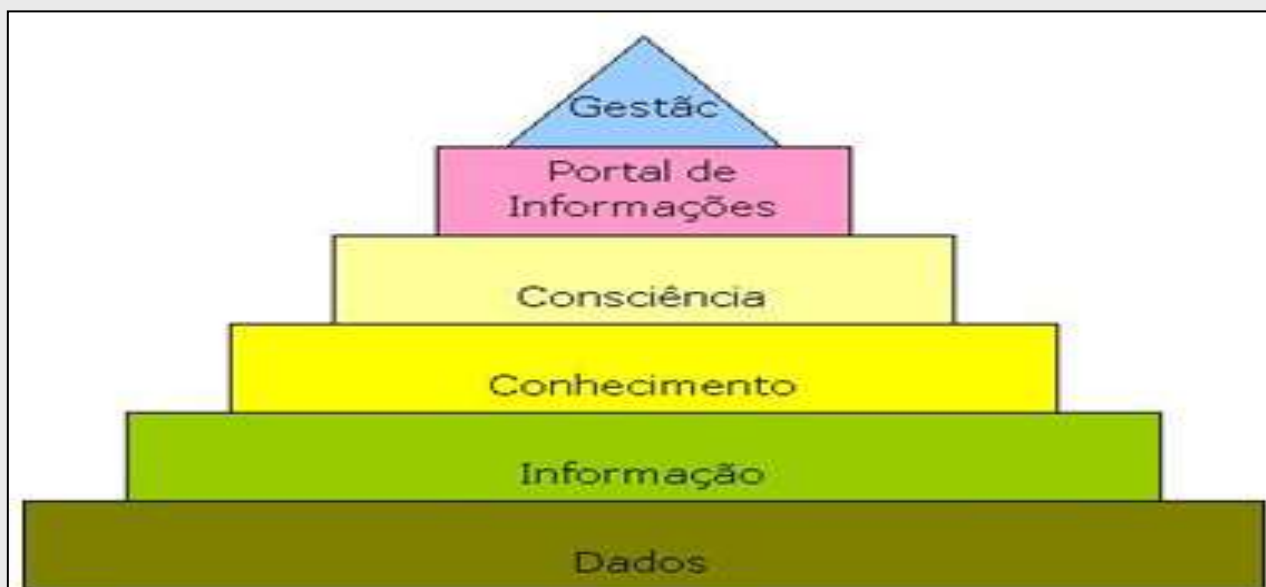 Gestãc
Portal de
Informações
Consciência
Conhecimento
Informação
Dados